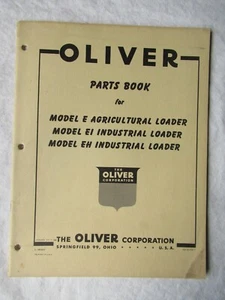 OLIVER
PARTS BOOK
for
MODEL E AGRICULTURAL LOADER
MODEL EI INDUSTRIAL LOADER
MODEL EH INDUSTRIAL LOADER
THE
OLIVER
CORPORATION
THE OLIVER CORPORATION
SPRINGFIELD 99, OHIO • • • • • U.S.A.